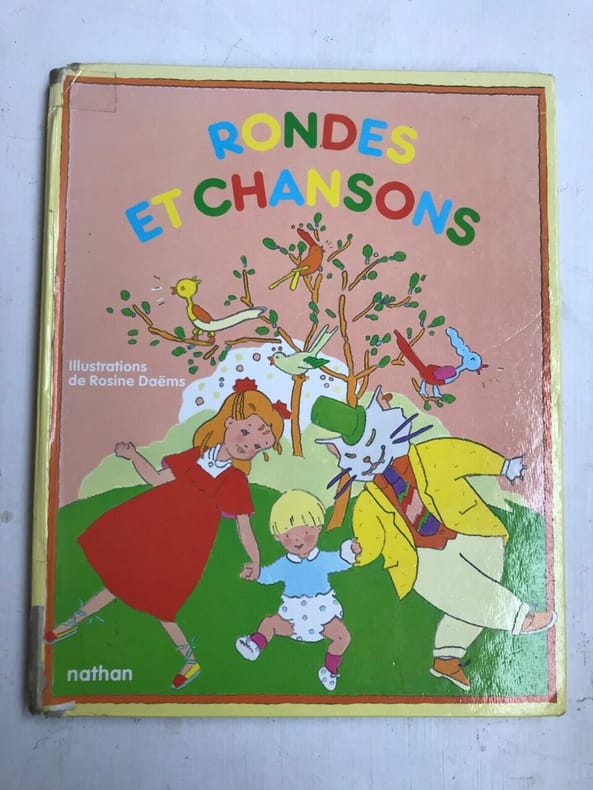 RONDES
ET CHANSONS
Illustrations
de Rosine Daëms
nathan